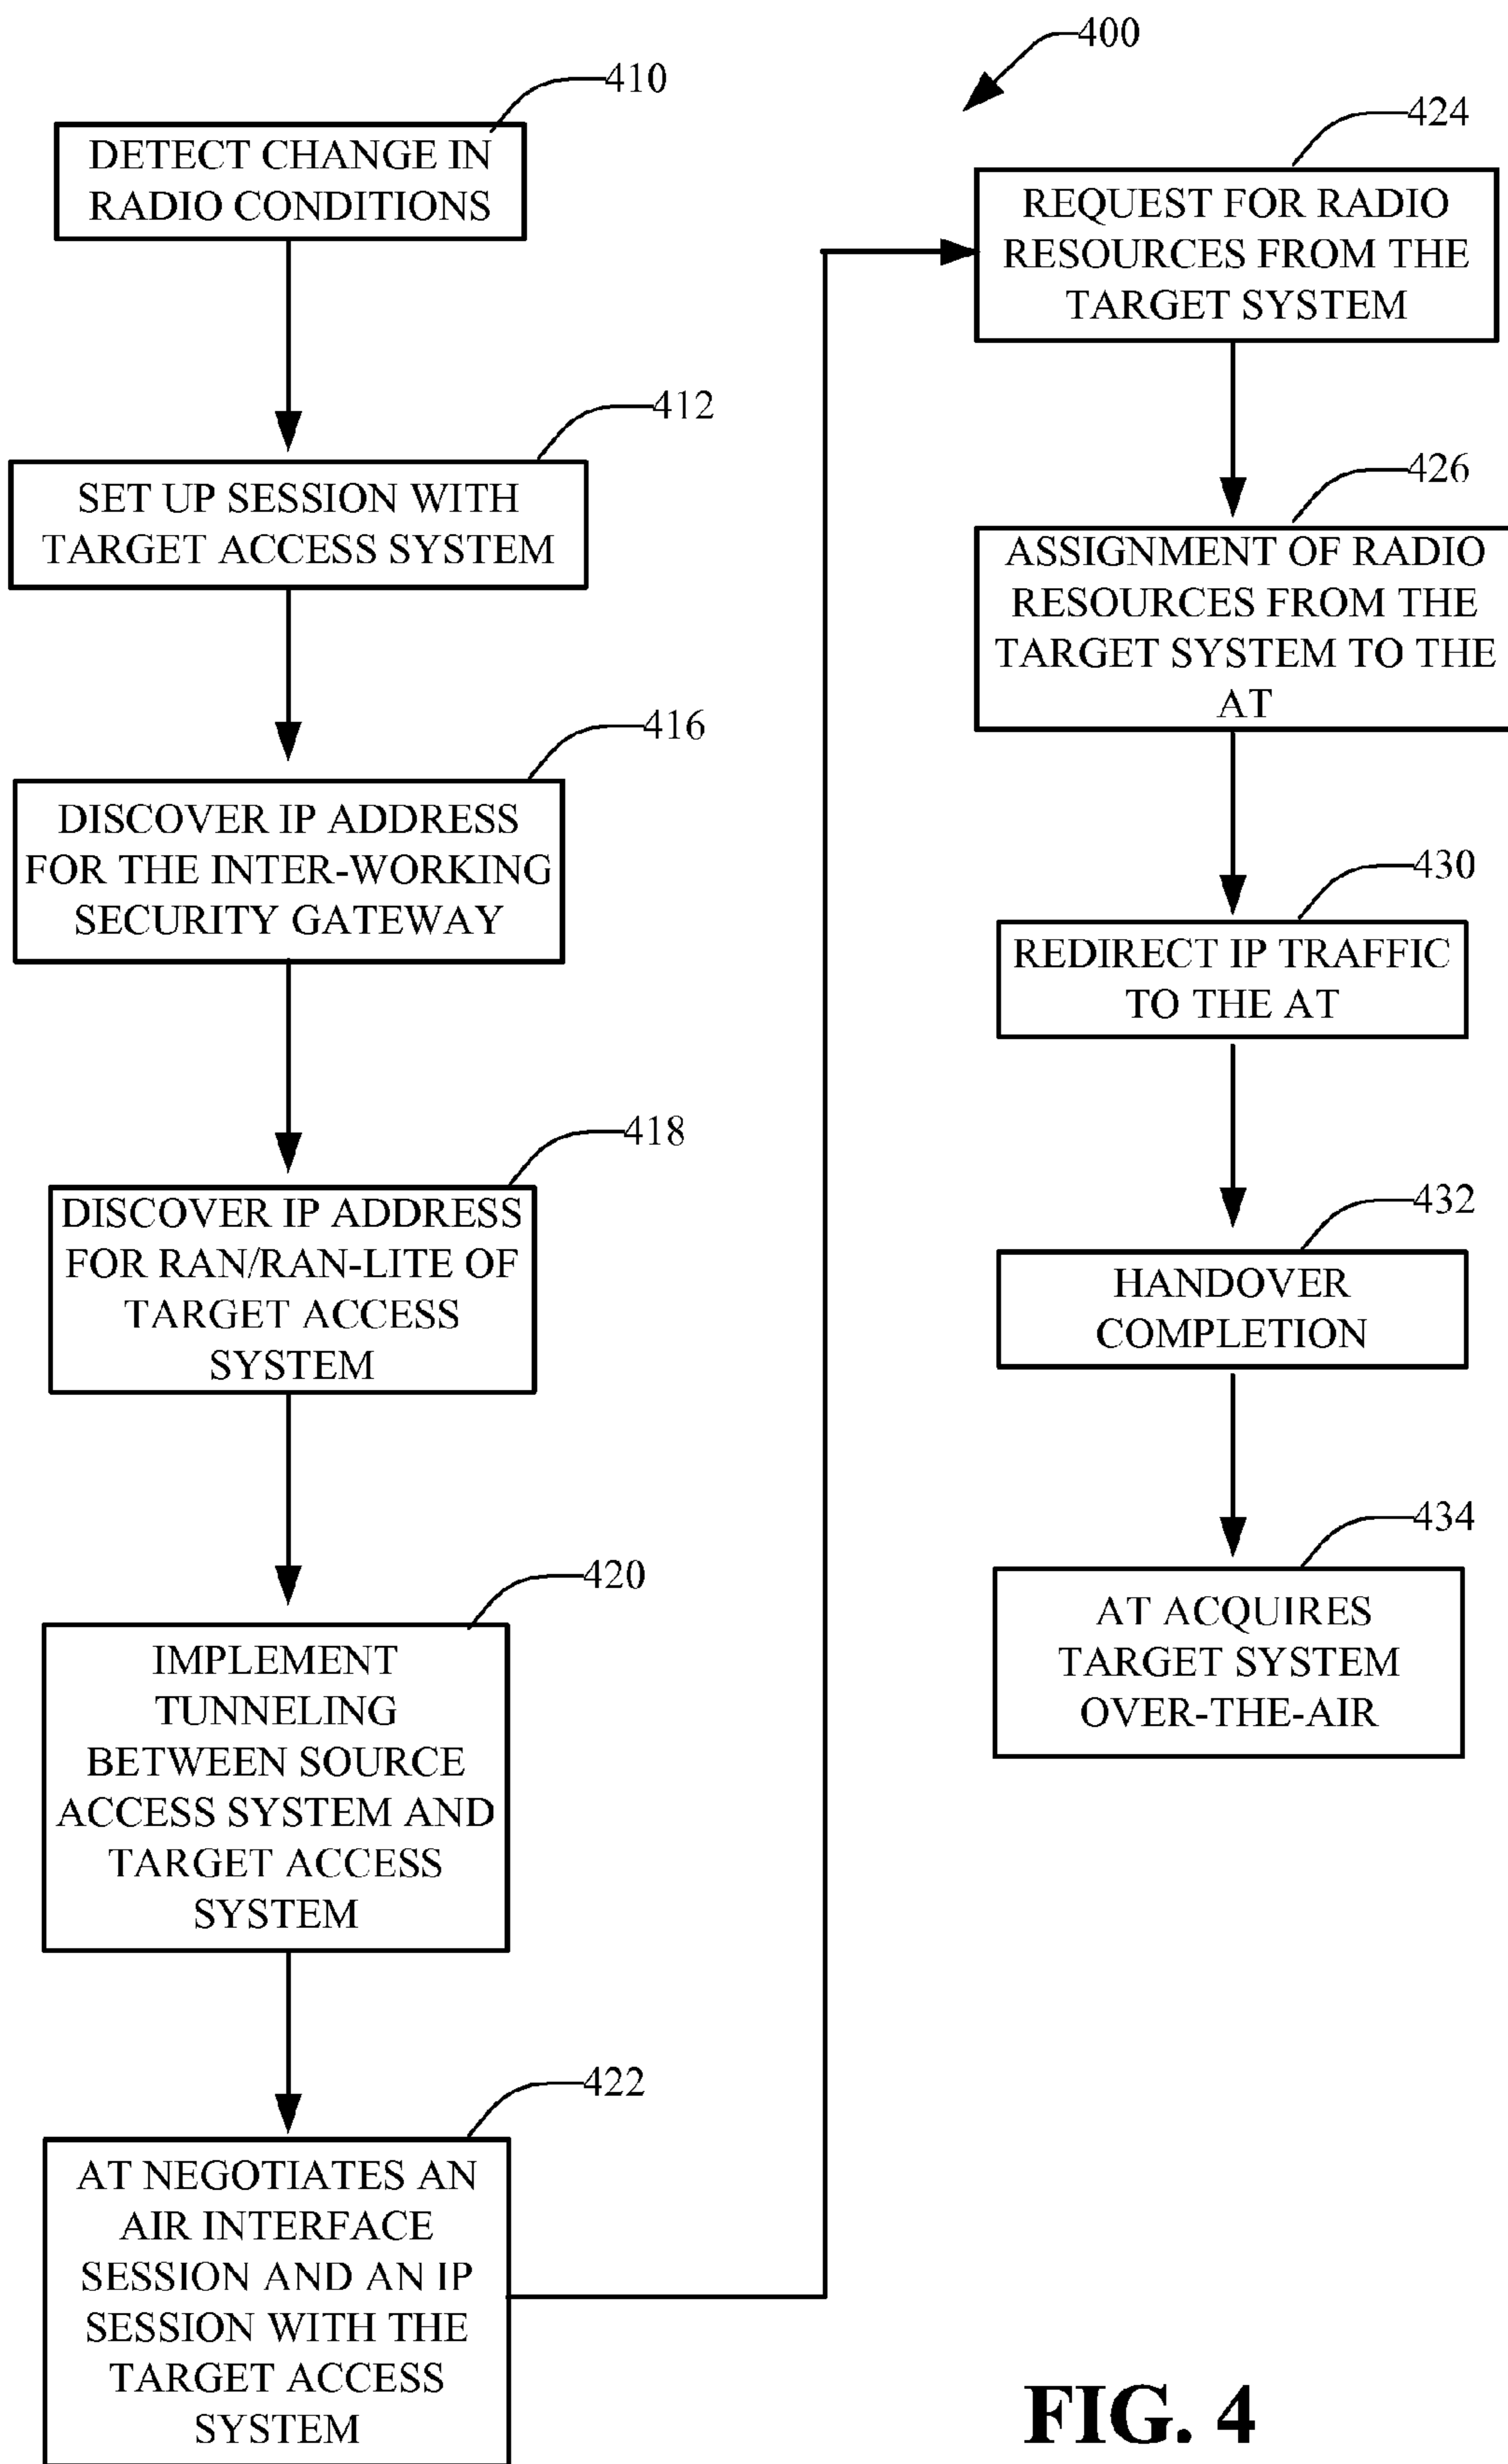 400
410
DETECT CHANGE IN
RADIO CONDITIONS
412
SET UP SESSION WITH
TARGET ACCESS SYSTEM
416
DISCOVER IP ADDRESS
FOR THE INTER-WORKING
SECURITY GATEWAY
418
DISCOVER IP ADDRESS
FOR RAN/RAN-LITE OF
TARGET ACCESS
SYSTEM
420
IMPLEMENT
TUNNELING
BETWEEN SOURCE
ACCESS SYSTEM AND
TARGET ACCESS
SYSTEM
422
AT NEGOTIATES AN
AIR INTERFACE
SESSION AND AN IP
SESSION WITH THE
TARGET ACCESS
SYSTEM
424
REQUEST FOR RADIO
RESOURCES FROM THE
TARGET SYSTEM
426
ASSIGNMENT OF RADIO
RESOURCES FROM THE
TARGET SYSTEM TO THE
AT
430
REDIRECT IP TRAFFIC
TO THE AT
432
HANDOVER
COMPLETION
434
AT ACQUIRES
TARGET SYSTEM
OVER-THE-AIR
FIG. 4